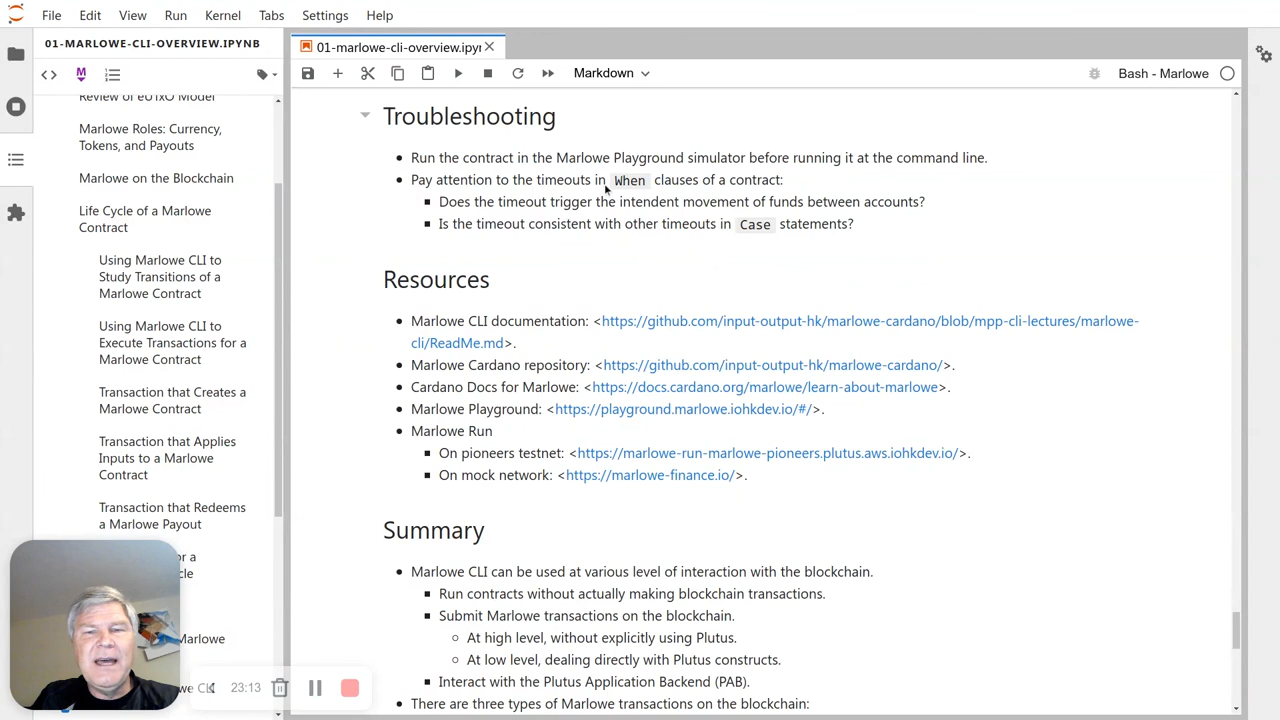 File Edit View Run Kernel Tabs Settings Help
01-MARLOWE-CLI-OVERVIEW.IPYNB
01-marlowe-cli-overview.ipyn
Markdown
Bash - Marlowe
Review of eUTxO Model
Marlowe Roles: Currency,
Tokens, and Payouts
Marlowe on the Blockchain
Life Cycle of a Marlowe
Contract
Using Marlowe CLI to
Study Transitions of a
Marlowe Contract
Using Marlowe CLI to
Execute Transactions for a
Marlowe Contract
Transaction that Creates a
Marlowe Contract
Transaction that Applies
Inputs to a Marlowe
Contract
Transaction that Redeems
a Marlowe Payout
or a
cle
Marlowe
we CLI
23:13
Troubleshooting
Run the contract in the Marlowe Playground simulator before running it at the command line.
Pay attention to the timeouts in When clauses of a contract:
Does the timeout trigger the intendent movement of funds between accounts?
Is the timeout consistent with other timeouts in Case statements?
Resources
Marlowe CLI documentation: <https://github.com/input-output-hk/marlowe-cardano/blob/mpp-cli-lectures/marlowe-
cli/ReadMe.md>.
Marlowe Cardano repository: <https://github.com/input-output-hk/marlowe-cardano/>.
Cardano Docs for Marlowe: <https://docs.cardano.org/marlowe/learn-about-marlowe>.
Marlowe Playground: <https://playground.marlowe.iohkdev.io/#/>.
Marlowe Run
On pioneers testnet: <https://marlowe-run-marlowe-pioneers.plutus.aws.iohkdev.io/>.
On mock network: <https://marlowe-finance.io/>.
Summary
Marlowe CLI can be used at various level of interaction with the blockchain.
Run contracts without actually making blockchain transactions.
Submit Marlowe transactions on the blockchain.
At high level, without explicitly using Plutus.
At low level, dealing directly with Plutus constructs.
Interact with the Plutus Application Backend (PAB).
There are three types of Marlowe transactions on the blockchain: